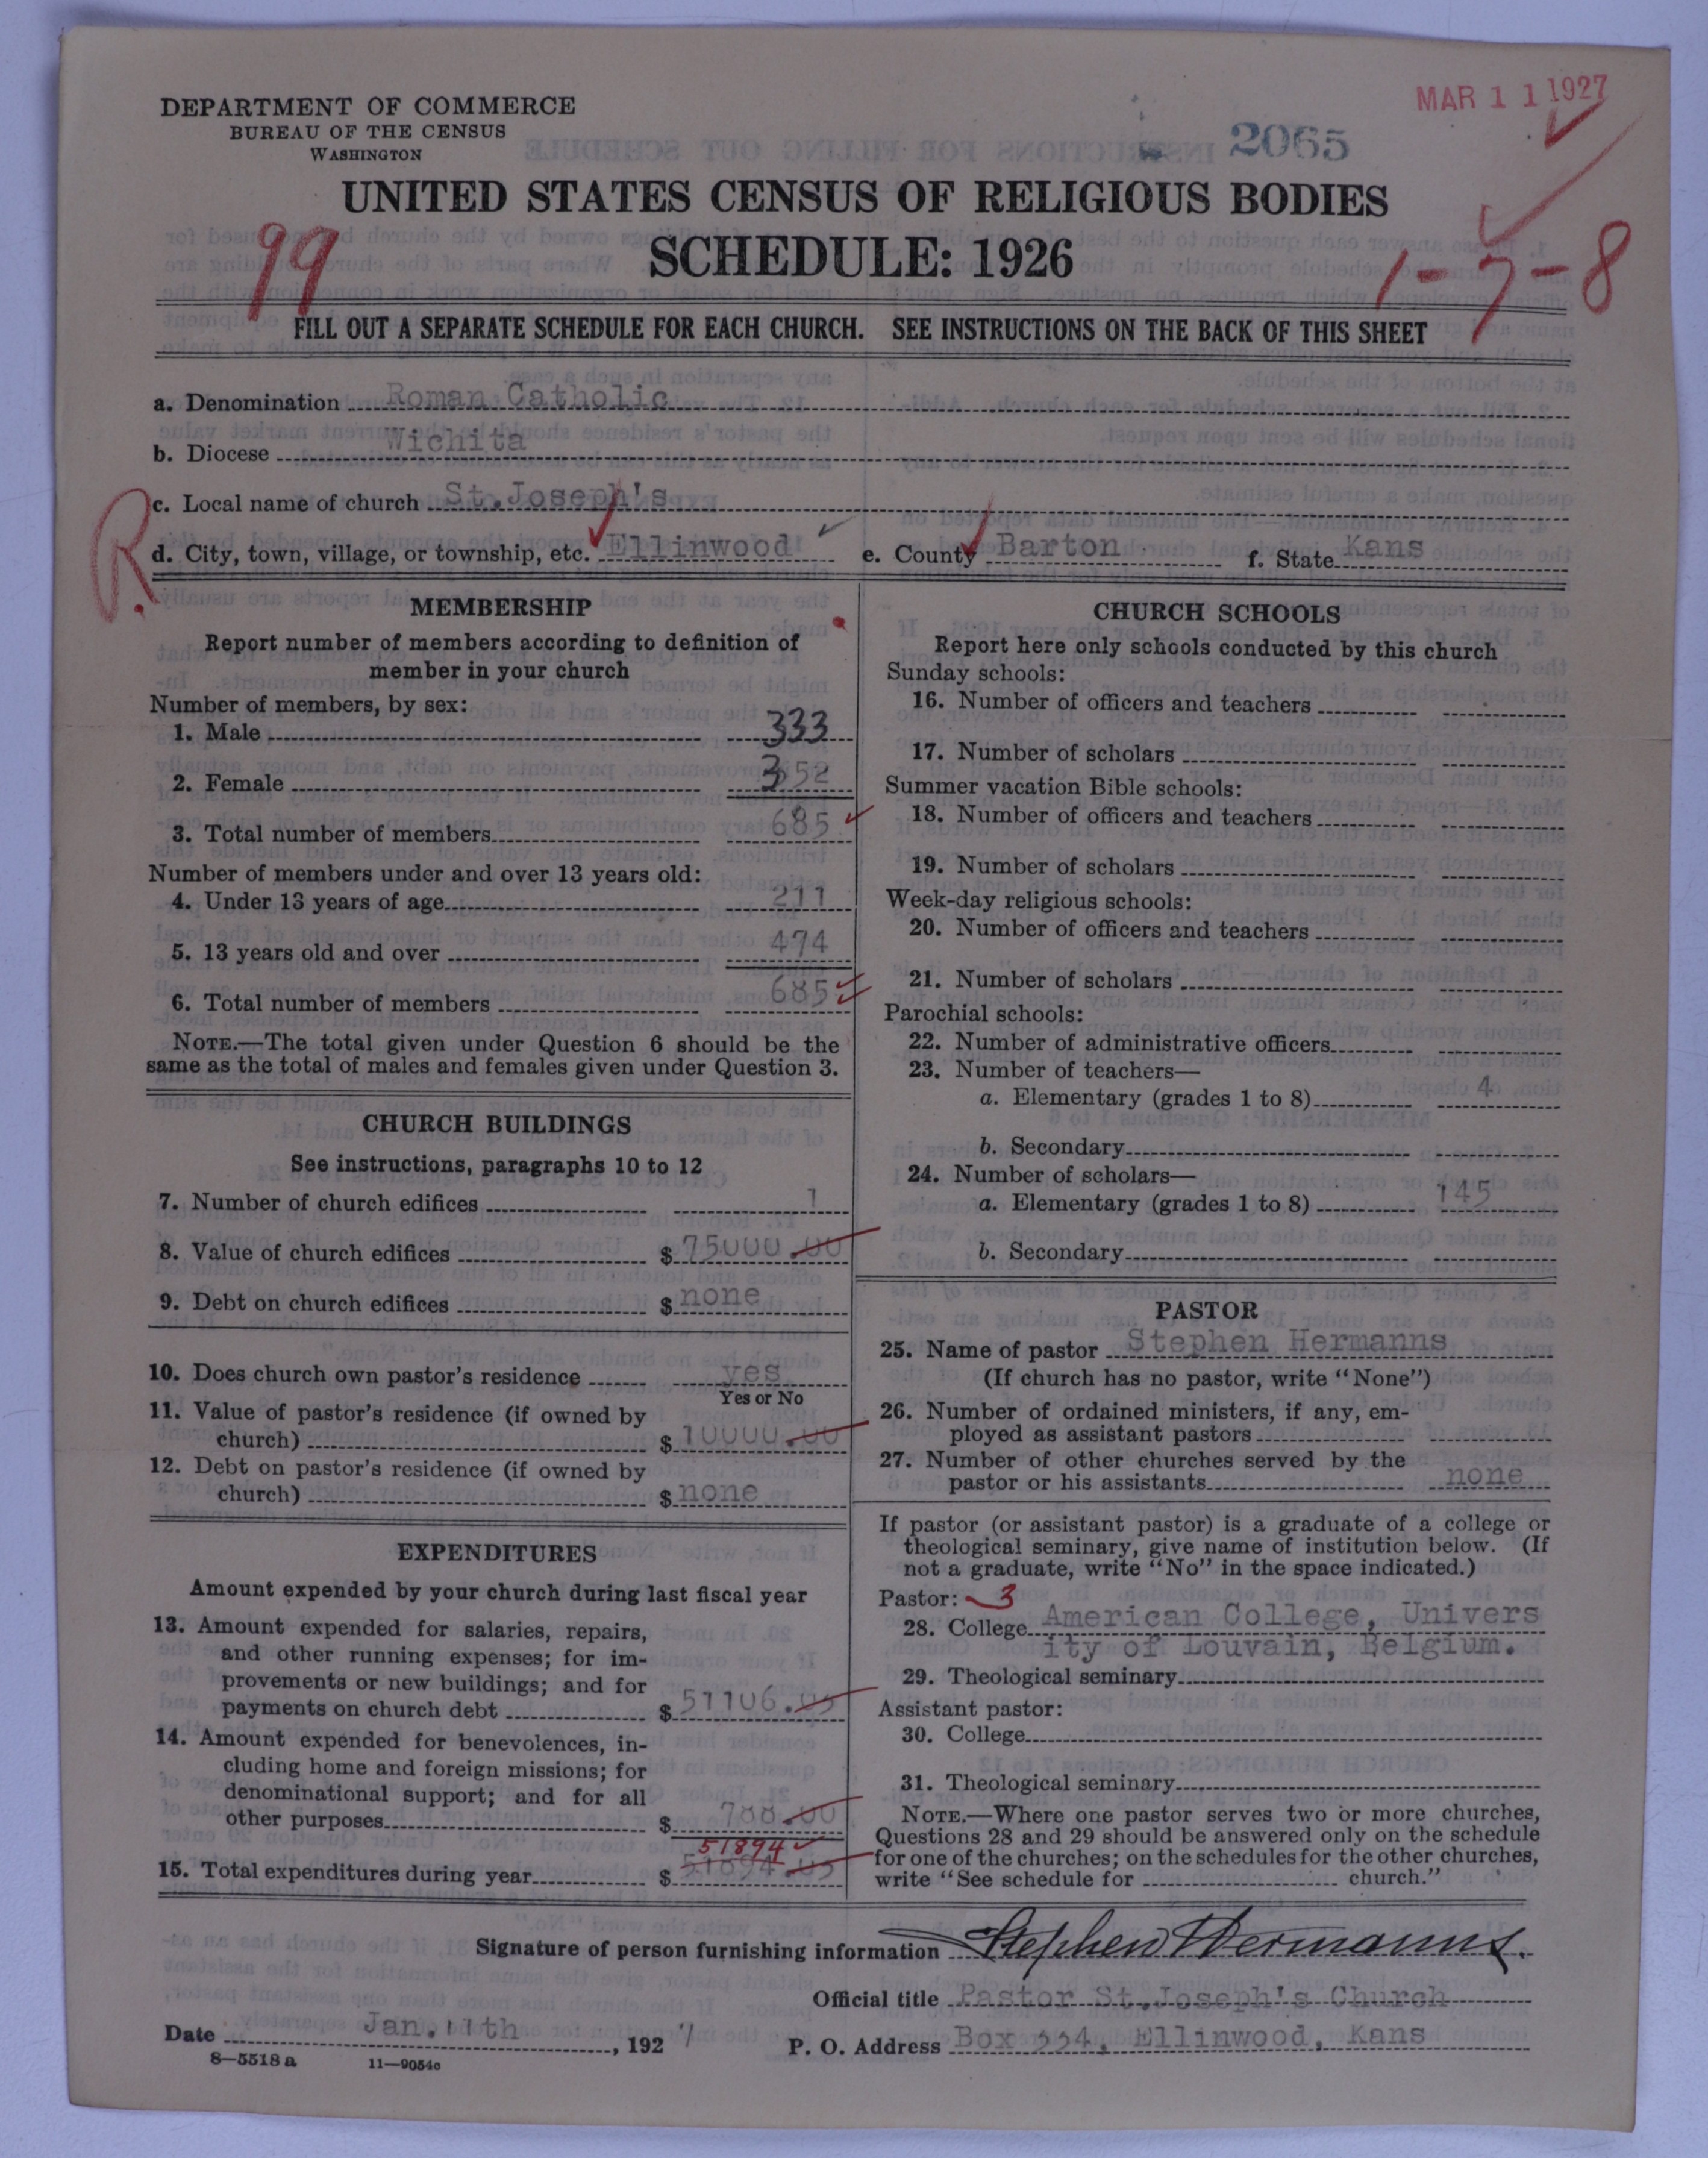 MAR 11 1927
DEPARTMENT OF COMMERCE
BUREAU OF THE CENSUS
WASHINGTON
2065
UNITED STATES CENSUS OF RELIGIOUS BODIES
SCHEDULE: 1926
99
1-7-8
FILL OUT A SEPARATE SCHEDULE FOR EACH CHURCH. SEE INSTRUCTIONS ON THE BACK OF THIS SHEET
a. Denomination Roman Catholic
b. Diocese Wichita
c. Local name of church St.Joseph's
R.
d. City, town, village, or township, etc. Ellinwood e. County Barton f. State Kans
MEMBERSHIP
Report number of members according to definition of
member in your church
Number of members, by sex:
1. Male 333
2. Female 352
3. Total number of members 685
Number of members under and over 13 years old:
4. Under 13 years of age 211
5. 13 years old and over 474
6. Total number of members 685
NOTE.—The total given under Question 6 should be the
same as the total of males and females given under Question 3.
CHURCH BUILDINGS
See instructions, paragraphs 10 to 12
7. Number of church edifices 1
8. Value of church edifices $ 75000.00
9. Debt on church edifices $ none
10. Does church own pastor's residence yes
Yes or No
11. Value of pastor's residence (if owned by
church) $ 10000.00
12. Debt on pastor's residence (if owned by
church) $ none
EXPENDITURES
Amount expended by your church during last fiscal year
13. Amount expended for salaries, repairs,
and other running expenses; for im-
provements or new buildings; and for
payments on church debt $ 51106.05
14. Amount expended for benevolences, in-
cluding home and foreign missions; for
denominational support; and for all
other purposes $ 788.00
51894
15. Total expenditures during year $ 51894.05
CHURCH SCHOOLS
Report here only schools conducted by this church
Sunday schools:
16. Number of officers and teachers
17. Number of scholars
Summer vacation Bible schools:
18. Number of officers and teachers
19. Number of scholars
Week-day religious schools:
20. Number of officers and teachers
21. Number of scholars
Parochial schools:
22. Number of administrative officers
23. Number of teachers—
a. Elementary (grades 1 to 8) 4
b. Secondary
24. Number of scholars—
a. Elementary (grades 1 to 8) 145
b. Secondary
PASTOR
25. Name of pastor Stephen Hermanns
(If church has no pastor, write "None")
26. Number of ordained ministers, if any, em-
ployed as assistant pastors
27. Number of other churches served by the
pastor or his assistants none
If pastor (or assistant pastor) is a graduate of a college or
theological seminary, give name of institution below. (If
not a graduate, write "No" in the space indicated.)
Pastor: 3
28. College American College, Univers
ity of Louvain, Belgium.
29. Theological seminary
Assistant pastor:
30. College
31. Theological seminary
NOTE.—Where one pastor serves two or more churches,
Questions 28 and 29 should be answered only on the schedule
for one of the churches; on the schedules for the other churches,
write "See schedule for church."
Signature of person furnishing information Stephen Hermanns.
Official title Pastor St.Joseph's Church
Date Jan.11th, 1927 P. O. Address Box 334, Ellinwood, Kans
8—5518a 11—9054c